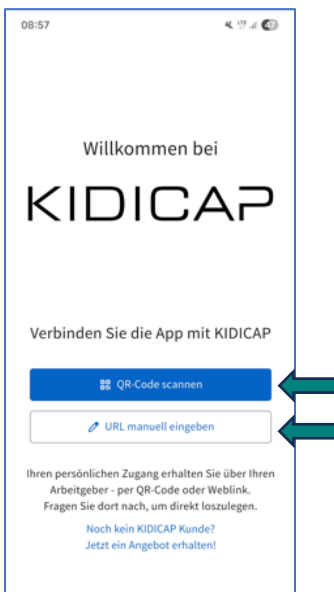 08:57
LTE
47
Willkommen bei
KIDICAP
Verbinden Sie die App mit KIDICAP
QR-Code scannen
URL manuell eingeben
Ihren persönlichen Zugang erhalten Sie über Ihren
Arbeitgeber - per QR-Code oder Weblink.
Fragen Sie dort nach, um direkt loszulegen.
Noch kein KIDICAP Kunde?
Jetzt ein Angebot erhalten!